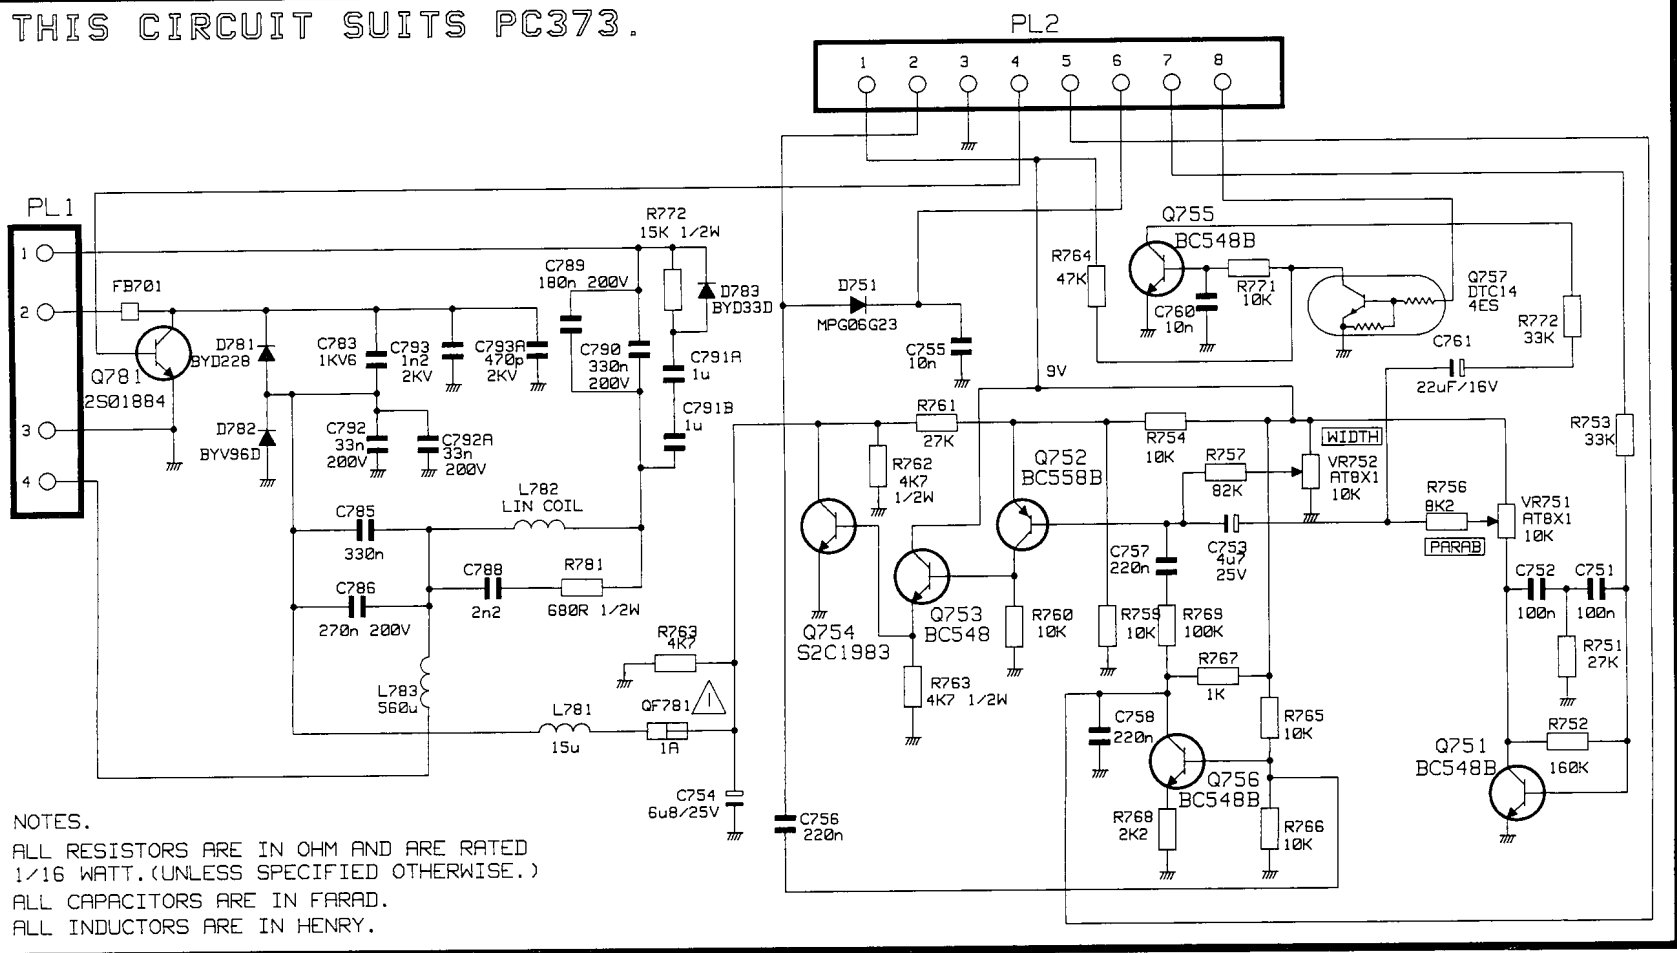 THIS CIRCUIT SUITS PC373.
PL2
1 2 3 4 5 6 7 8
PL1
1
2
3
4
FB701
Q781
2S01884
D781
BYD228
D782
BYV96D
C783
1KV6
C793
1n2
2KV
C793A
470p
2KV
C792
33n
200V
C792A
33n
200V
C789
180n 200V
C790
330n
200V
R772
15K 1/2W
D783
BYD33D
C791A
1u
C791B
1u
C785
330n
C786
270n 200V
L782
LIN COIL
C788
2n2
R781
680R 1/2W
L783
560u
L781
15u
QF781
1A
R763
4K7
C754
6u8/25V
D751
MPG06G23
C755
10n
C756
220n
R761
27K
R762
4K7
1/2W
Q754
S2C1983
Q753
BC548
R763
4K7 1/2W
Q752
BC558B
R760
10K
9V
R764
47K
Q755
BC548B
C760
10n
R771
10K
Q757
DTC14
4ES
R772
33K
C761
22uF/16V
R753
33K
R754
10K
R757
82K
WIDTH
VR752
AT8X1
10K
C753
4u7
25V
C757
220n
R759
10K
R769
100K
R767
1K
C758
220n
Q756
BC548B
R768
2K2
R765
10K
R766
10K
R756
8K2
PARAB
VR751
AT8X1
10K
C752
100n
C751
100n
R751
27K
R752
160K
Q751
BC548B
NOTES.
ALL RESISTORS ARE IN OHM AND ARE RATED
1/16 WATT.(UNLESS SPECIFIED OTHERWISE.)
ALL CAPACITORS ARE IN FARAD.
ALL INDUCTORS ARE IN HENRY.